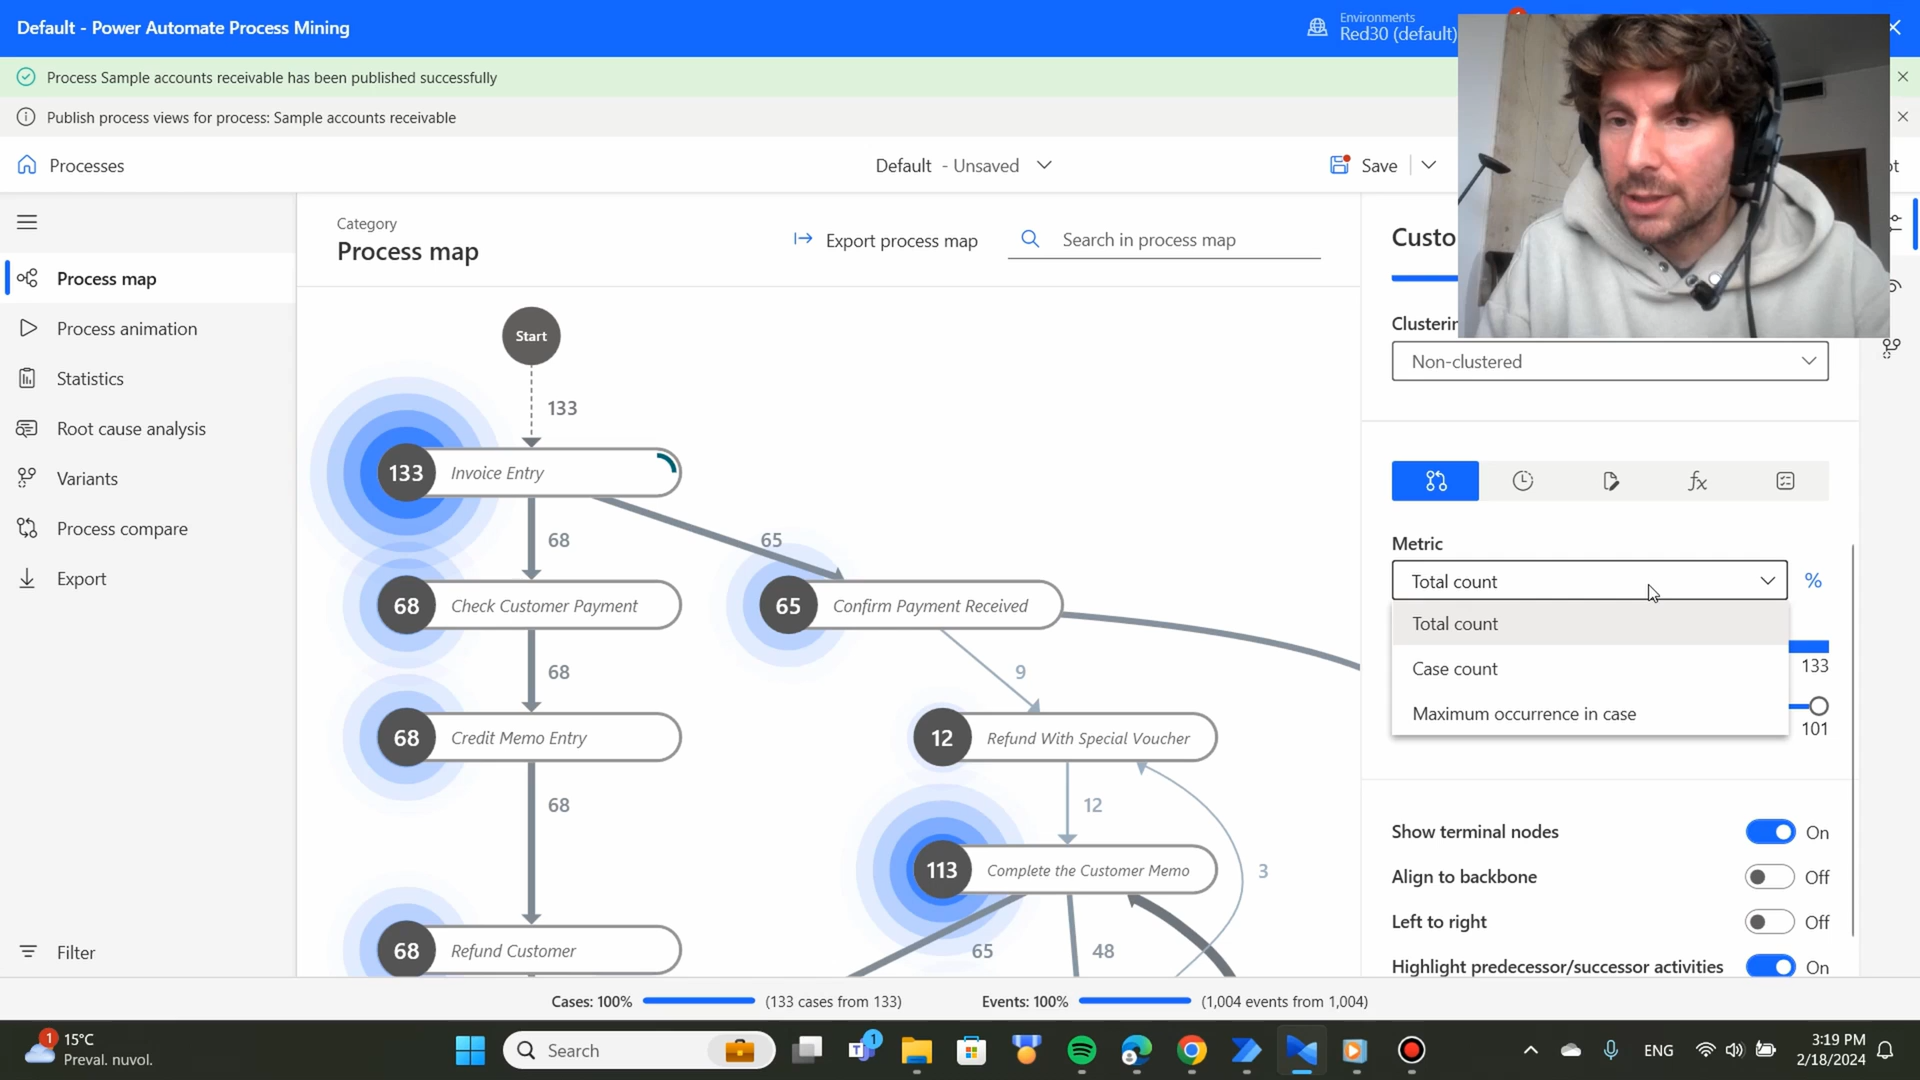 Default - Power Automate Process Mining
Environments
Red30 (default)
Process Sample accounts receivable has been published successfully
Publish process views for process: Sample accounts receivable
Processes
Default - Unsaved
Save
Category
Process map
Export process map
Search in process map
Custo
Process map
Process animation
Statistics
Root cause analysis
Variants
Process compare
Export
Filter
Start
133
133 Invoice Entry
68
65
68 Check Customer Payment
65 Confirm Payment Received
68
9
68 Credit Memo Entry
12 Refund With Special Voucher
68
12
113 Complete the Customer Memo
3
68 Refund Customer
65
48
Clusterin
Non-clustered
fx
Metric
Total count
%
Total count
Case count
Maximum occurrence in case
133
101
Show terminal nodes On
Align to backbone Off
Left to right Off
Highlight predecessor/successor activities On
Cases: 100% (133 cases from 133) Events: 100% (1,004 events from 1,004)
1
15°C
Preval. nuvol.
Search
1
ENG
3:19 PM
2/18/2024